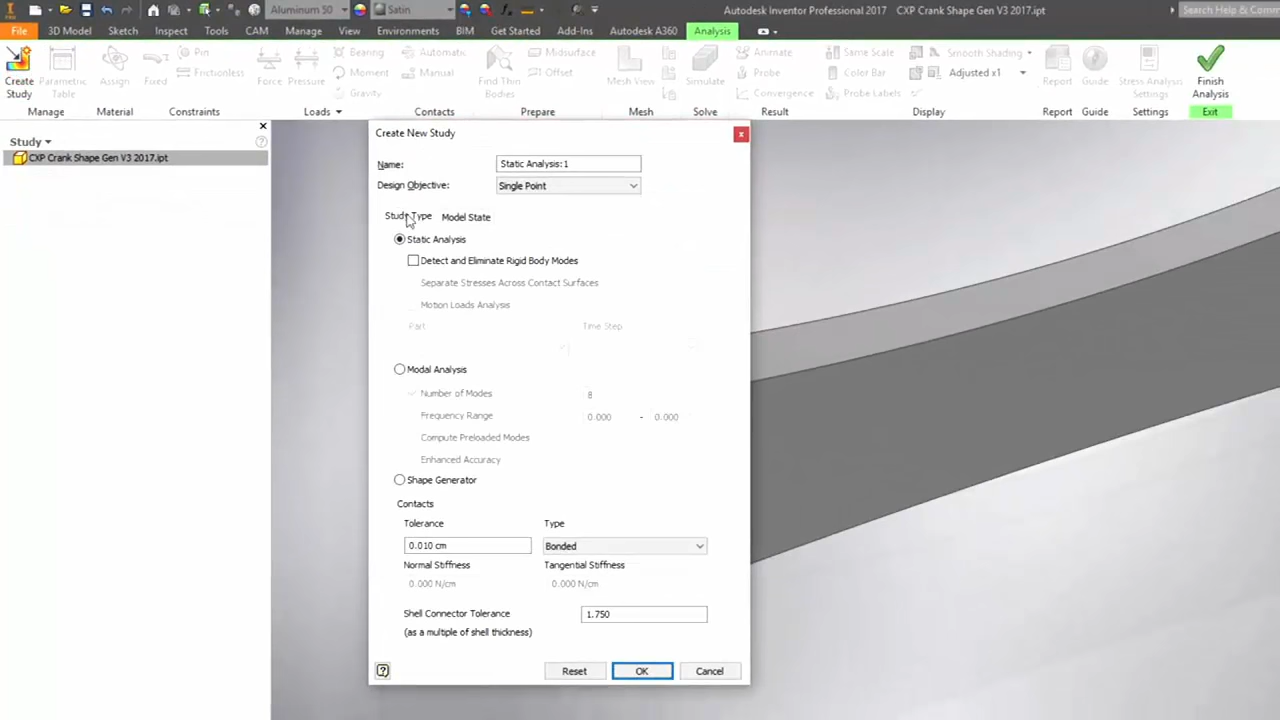 Aluminum 50 Satin Autodesk Inventor Professional 2017 CXP Crank Shape Gen V3 2017.ipt Search Help & Comm
PRO
File 3D Model Sketch Inspect Tools CAM Manage View Environments BIM Get Started Add-Ins Autodesk A360 Analysis
Pin Bearing Automatic Midsurface Animate Same Scale Smooth Shading
Frictionless Moment Manual Offset Probe Color Bar Adjusted x1
Create Study Parametric Table Assign Fixed Force Pressure Gravity Find Thin Bodies Mesh View Simulate Convergence Probe Labels Report Guide Stress Analysis Settings Finish Analysis
Manage Material Constraints Loads Contacts Prepare Mesh Solve Result Display Report Guide Settings Exit
Study
CXP Crank Shape Gen V3 2017.ipt
Create New Study
x
Name: Static Analysis:1
Design Objective: Single Point
Study Type Model State
Static Analysis
Detect and Eliminate Rigid Body Modes
Separate Stresses Across Contact Surfaces
Motion Loads Analysis
Part Time Step
Modal Analysis
Number of Modes 8
Frequency Range 0.000 - 0.000
Compute Preloaded Modes
Enhanced Accuracy
Shape Generator
Contacts
Tolerance Type
0.010 cm Bonded
Normal Stiffness Tangential Stiffness
0.000 N/cm 0.000 N/cm
Shell Connector Tolerance 1.750
(as a multiple of shell thickness)
? Reset OK Cancel